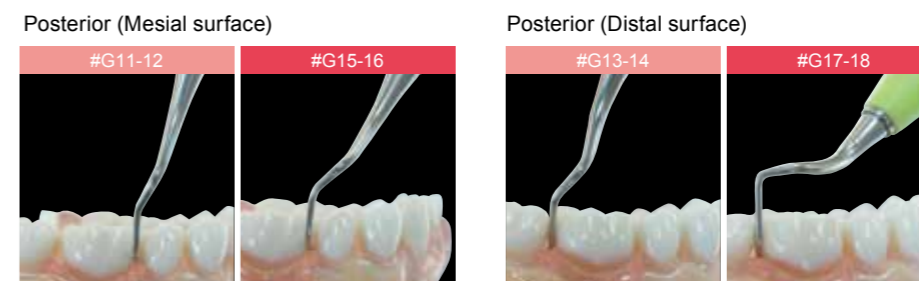 Posterior (Mesial surface)
Posterior (Distal surface)
#G11-12
#G15-16
#G13-14
#G17-18